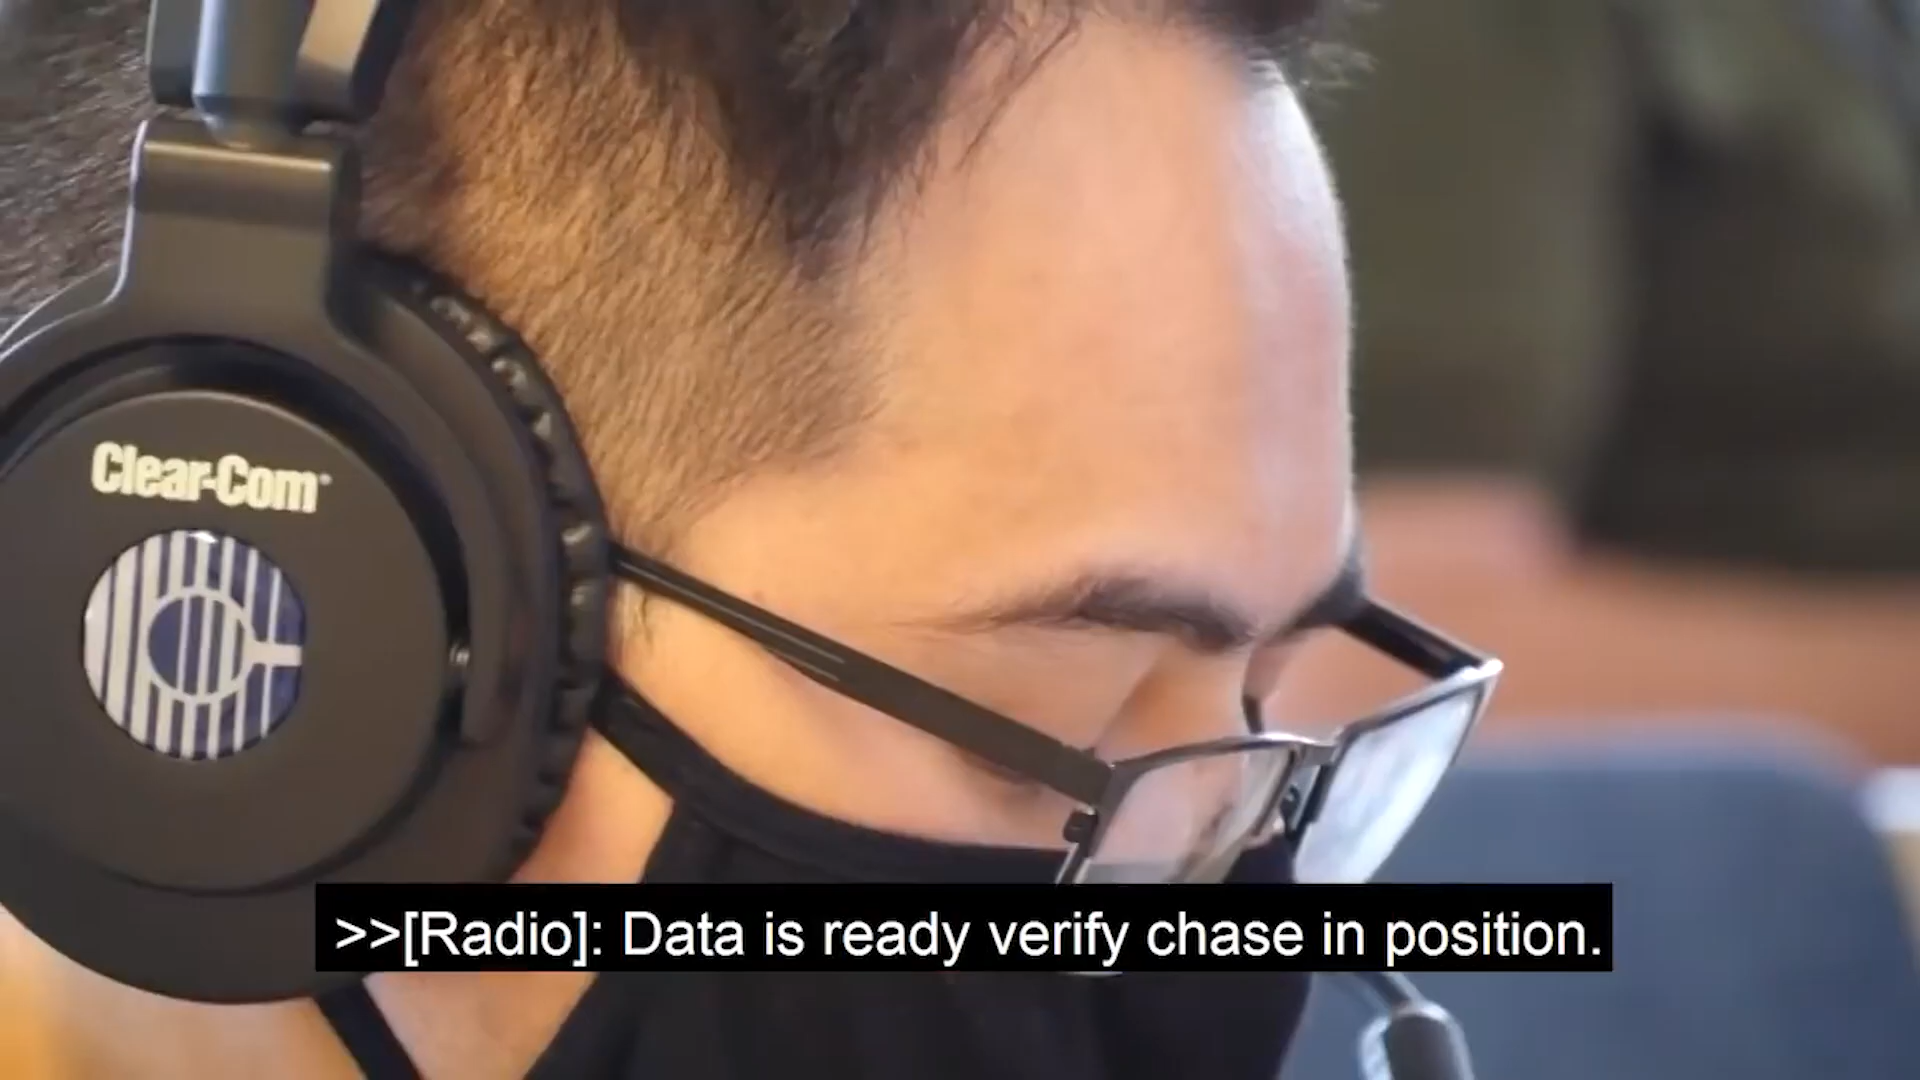 Clear-Com
>>[Radio]: Data is ready verify chase in position.